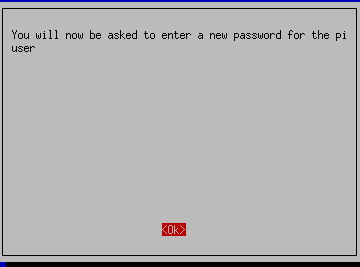 You will now be asked to enter a new password for the pi
user
<Ok>